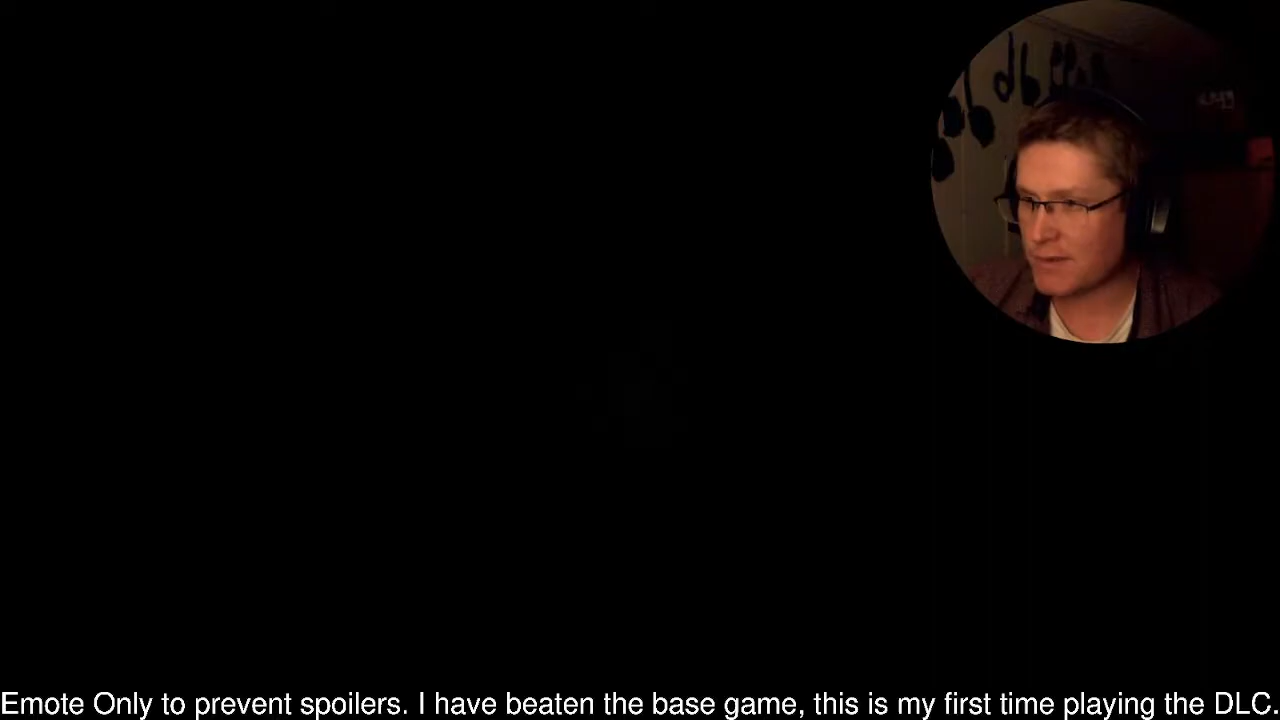 Emote Only to prevent spoilers. I have beaten the base game, this is my first time playing the DLC.